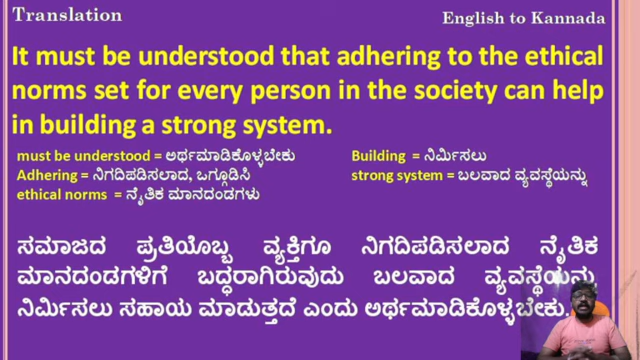 Translation
English to Kannada
It must be understood that adhering to the ethical
norms set for every person in the society can help
in building a strong system.
must be understood = ಅರ್ಥಮಾಡಿಕೊಳ್ಳಬೇಕು
Building = ನಿರ್ಮಿಸಲು
Adhering = ನಿಗದಿಪಡಿಸಲಾದ, ಒಗ್ಗೂಡಿಸಿ
strong system = ಬಲವಾದ ವ್ಯವಸ್ಥೆಯನ್ನು
ethical norms = ನೈತಿಕ ಮಾನದಂಡಗಳು
ಸಮಾಜದ ಪ್ರತಿಯೊಬ್ಬ ವ್ಯಕ್ತಿಗೂ ನಿಗದಿಪಡಿಸಲಾದ ನೈತಿಕ
ಮಾನದಂಡಗಳಿಗೆ ಬದ್ಧರಾಗಿರುವುದು ಬಲವಾದ ವ್ಯವಸ್ಥೆಯನ್ನು
ನಿರ್ಮಿಸಲು ಸಹಾಯ ಮಾಡುತ್ತದೆ ಎಂದು ಅರ್ಥಮಾಡಿಕೊಳ್ಳಬೇಕು.